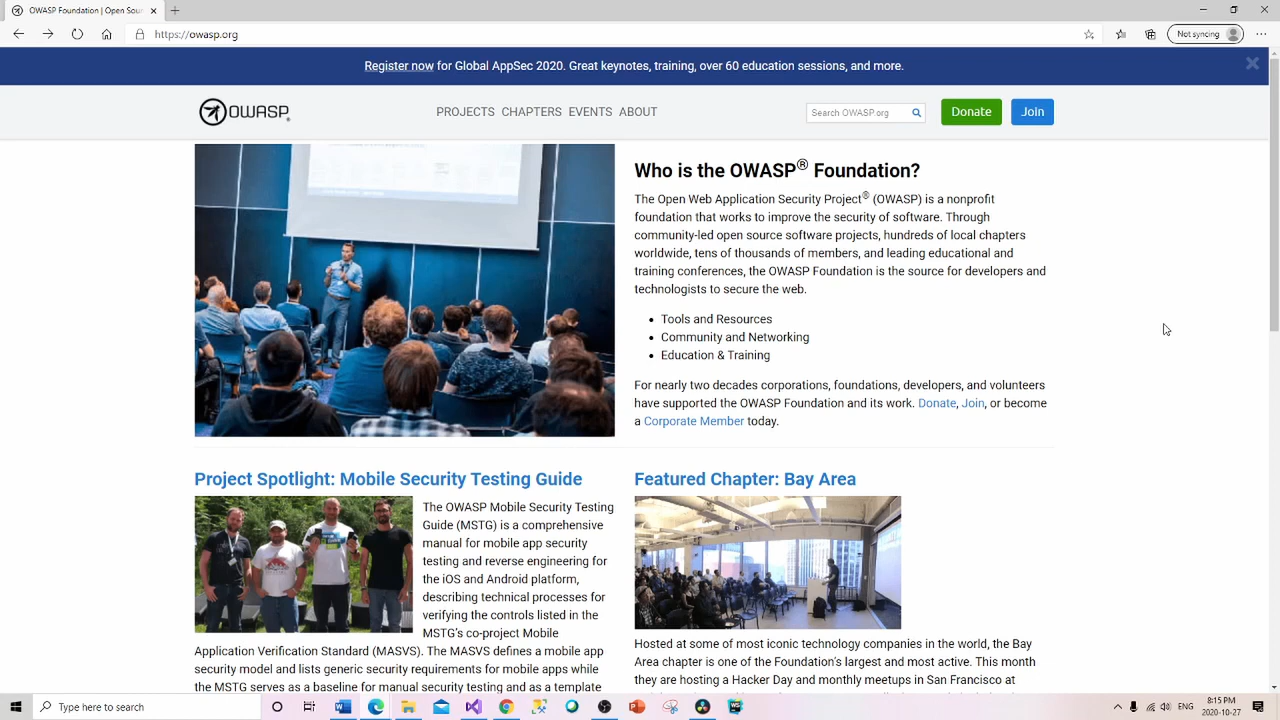 OWASP Foundation | Open Sour
https://owasp.org
Not syncing
Register now for Global AppSec 2020. Great keynotes, training, over 60 education sessions, and more.
OWASP
PROJECTS CHAPTERS EVENTS ABOUT
Search OWASP.org
Donate
Join
Who is the OWASP® Foundation?
The Open Web Application Security Project® (OWASP) is a nonprofit
foundation that works to improve the security of software. Through
community-led open source software projects, hundreds of local chapters
worldwide, tens of thousands of members, and leading educational and
training conferences, the OWASP Foundation is the source for developers and
technologists to secure the web.
• Tools and Resources
• Community and Networking
• Education & Training
For nearly two decades corporations, foundations, developers, and volunteers
have supported the OWASP Foundation and its work. Donate, Join, or become
a Corporate Member today.
Project Spotlight: Mobile Security Testing Guide
The OWASP Mobile Security Testing
Guide (MSTG) is a comprehensive
manual for mobile app security
testing and reverse engineering for
the iOS and Android platform,
describing technical processes for
verifying the controls listed in the
MSTG's co-project Mobile
Application Verification Standard (MASVS). The MASVS defines a mobile app
security model and lists generic security requirements for mobile apps while
the MSTG serves as a baseline for manual security testing and as a template
Featured Chapter: Bay Area
Hosted at some of most iconic technology companies in the world, the Bay
Area chapter is one of the Foundation's largest and most active. This month
they are hosting a Hacker Day and monthly meetups in San Francisco at
Type here to search
8:15 PM
2020-10-27